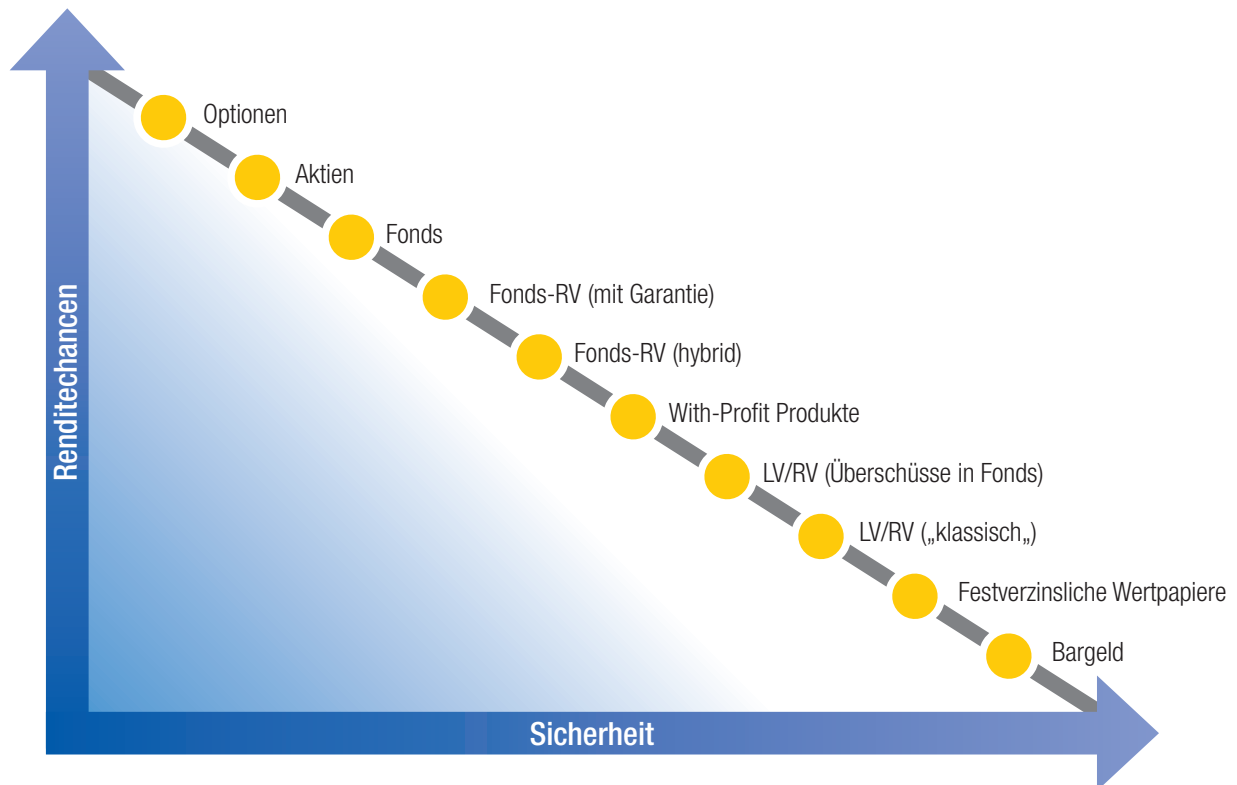 Optionen
Aktien
Fonds
Fonds-RV (mit Garantie)
Fonds-RV (hybrid)
With-Profit Produkte
LV/RV (Überschüsse in Fonds)
LV/RV („klassisch„)
Festverzinsliche Wertpapiere
Bargeld
Renditechancen
Sicherheit